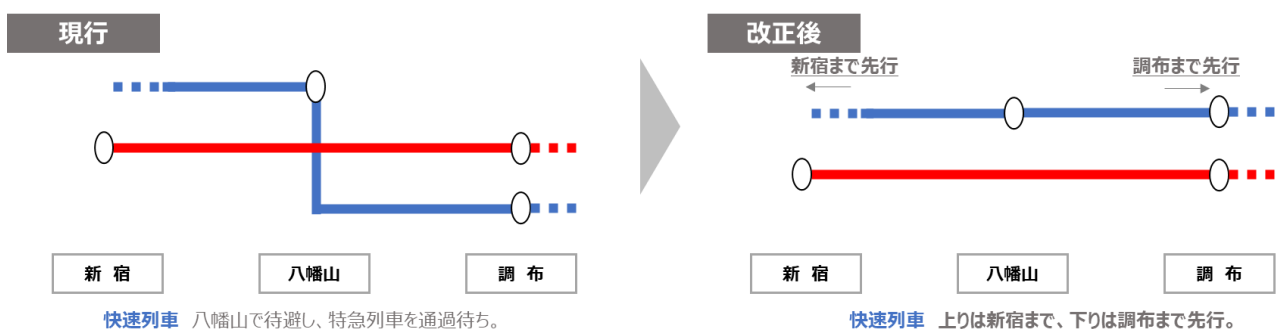 現行
新宿
八幡山
調布
快速列車 八幡山で待避し、特急列車を通過待ち。
改正後
新宿まで先行
調布まで先行
新宿
八幡山
調布
快速列車 上りは新宿まで、下りは調布まで先行。